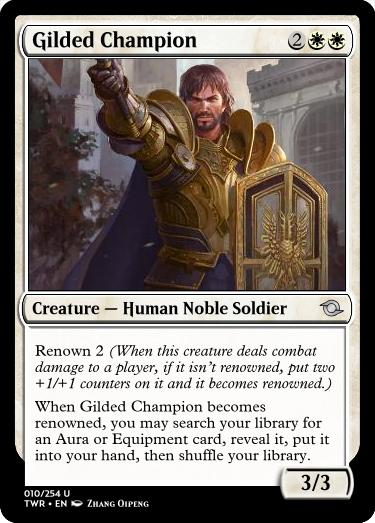 Gilded Champion 2
Creature — Human Noble Soldier
Renown 2 (When this creature deals combat
damage to a player, if it isn't renowned, put two
+1/+1 counters on it and it becomes renowned.)
When Gilded Champion becomes
renowned, you may search your library for
an Aura or Equipment card, reveal it, put it
into your hand, then shuffle your library.
3/3
010/254 U
TWR • EN Zhang Qipeng